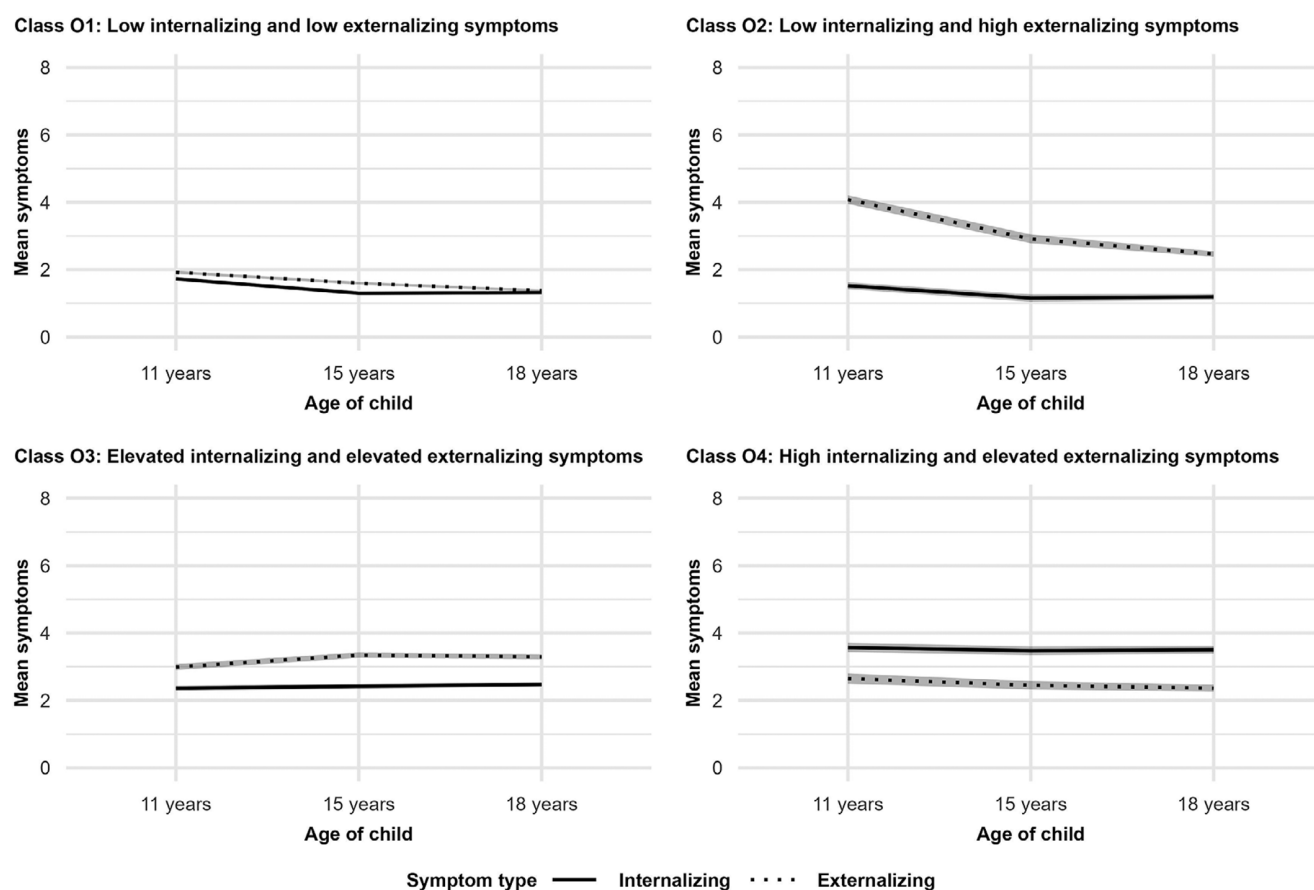 Class O1: Low internalizing and low externalizing symptoms
8
6
4
2
0
Mean symptoms
11 years
15 years
18 years
Age of child
Class O2: Low internalizing and high externalizing symptoms
8
6
4
2
0
Mean symptoms
11 years
15 years
18 years
Age of child
Class O3: Elevated internalizing and elevated externalizing symptoms
8
6
4
2
0
Mean symptoms
11 years
15 years
18 years
Age of child
Class O4: High internalizing and elevated externalizing symptoms
8
6
4
2
0
Mean symptoms
11 years
15 years
18 years
Age of child
Symptom type Internalizing Externalizing